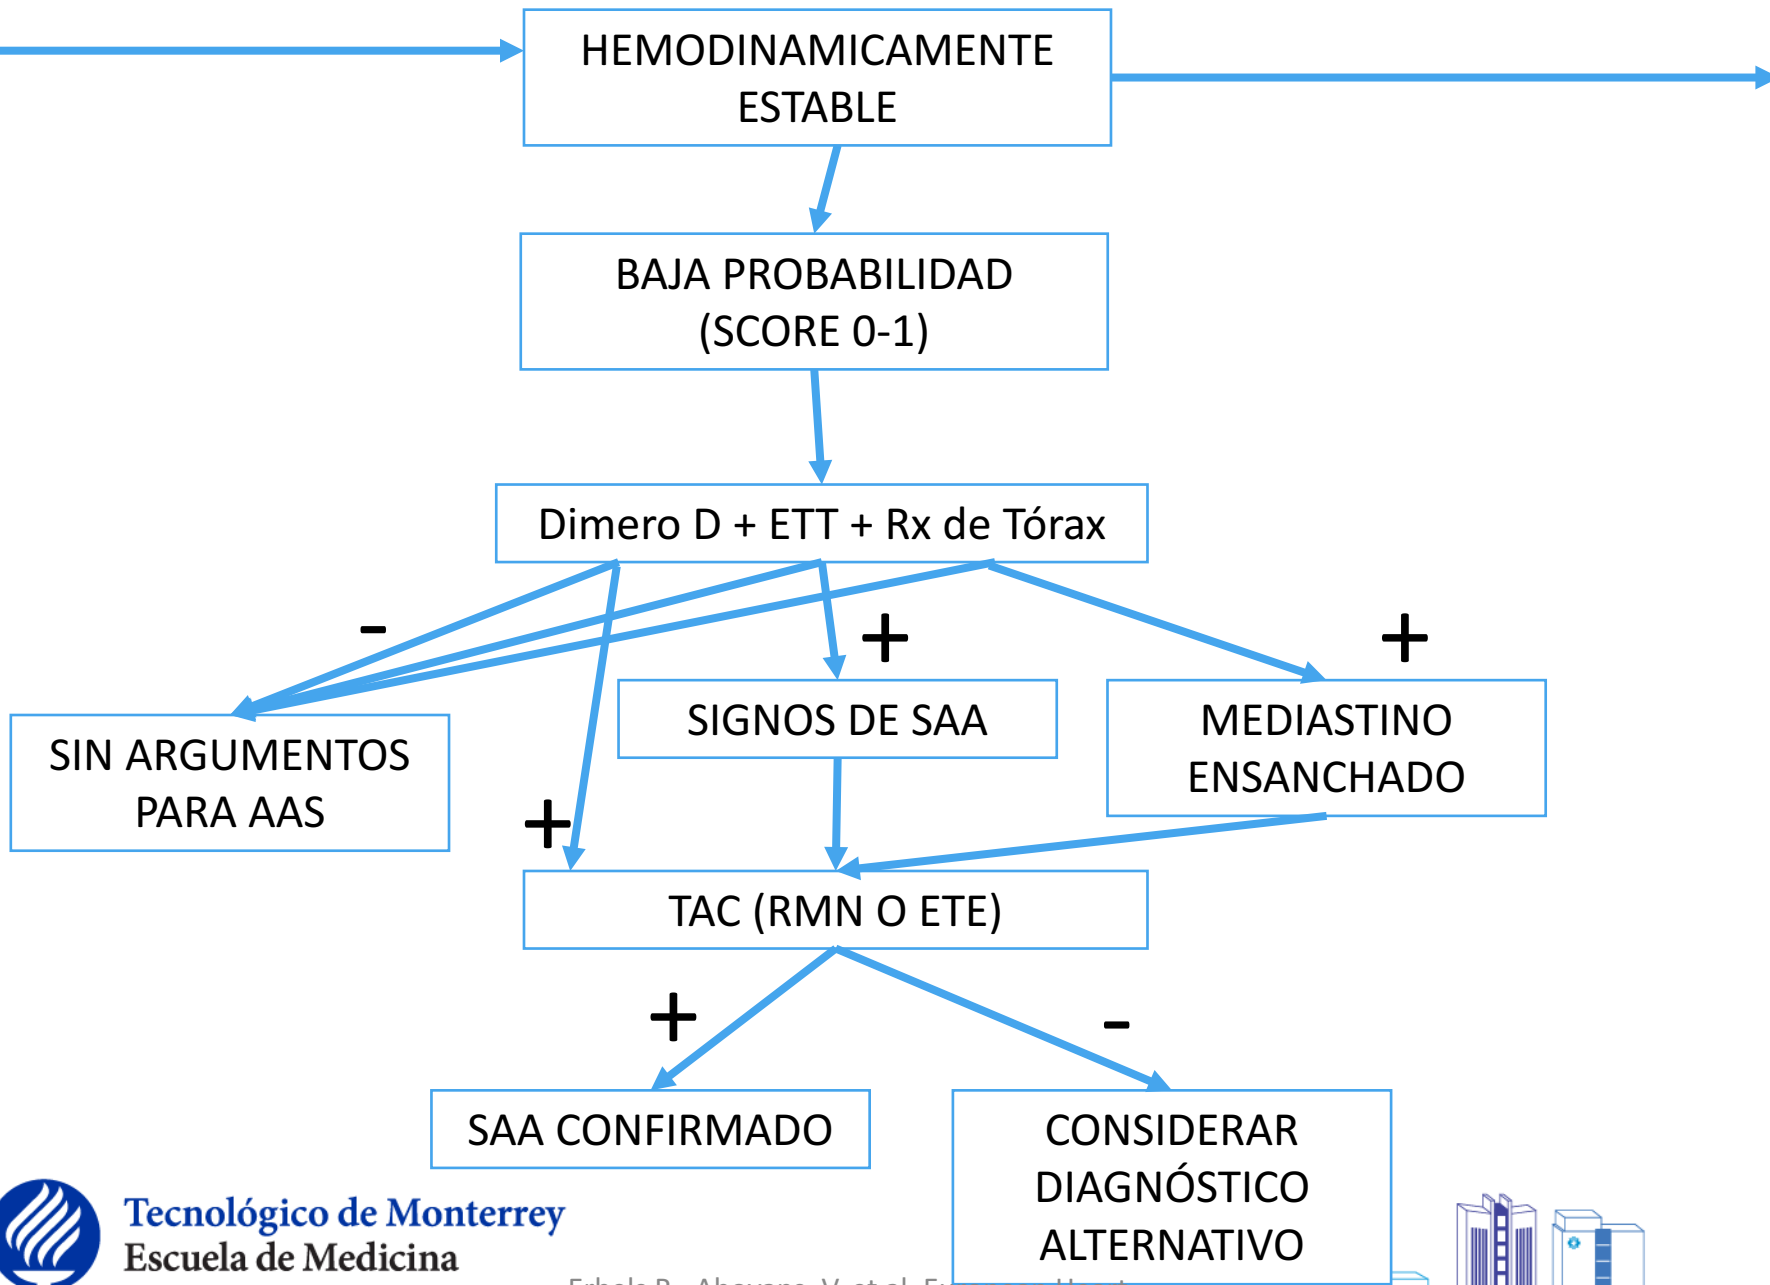 HEMODINAMICAMENTE
ESTABLE
BAJA PROBABILIDAD
(SCORE 0-1)
Dimero D + ETT + Rx de Tórax
-
+
+
SIGNOS DE SAA
MEDIASTINO
ENSANCHADO
SIN ARGUMENTOS
PARA AAS
+
TAC (RMN O ETE)
+
-
SAA CONFIRMADO
CONSIDERAR
DIAGNÓSTICO
ALTERNATIVO
Tecnológico de Monterrey
Escuela de Medicina